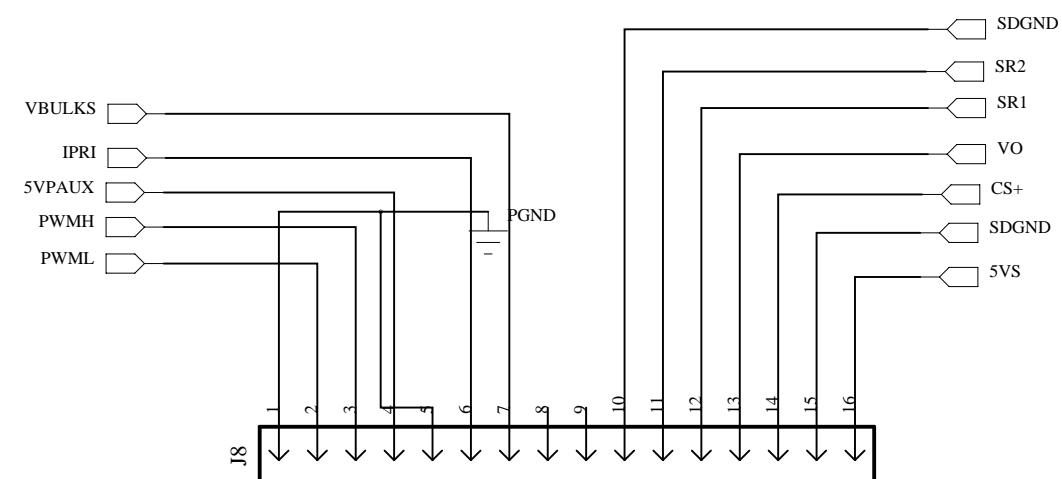 SDGND
SR2
VBULKS
SR1
IPRI
VO
5VPAUX
CS+
PGND
PWMH
SDGND
PWML
5VS
1 2 3 4 5 6 7 8 9 10 11 12 13 14 15 16
J8